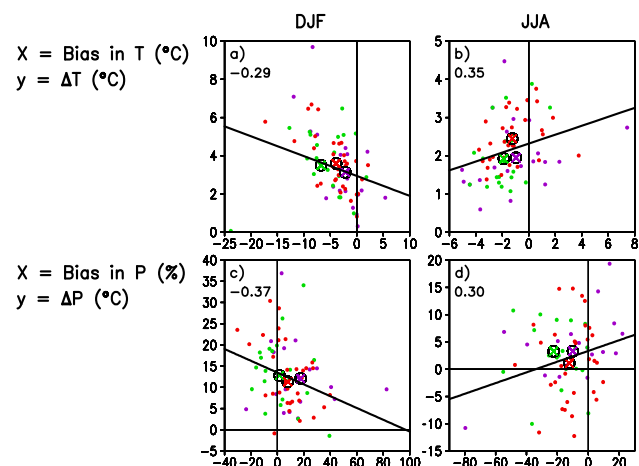 DJF JJA
X = Bias in T (°C)
y = ΔT (°C)
10
8
6
4
2
0
a)
−0.29
−25 −20 −15 −10 −5 0 5 10
5
4
3
2
1
0
b)
0.35
−6 −4 −2 0 2 4 6 8
X = Bias in P (%)
y = ΔP (°C)
40
35
30
25
20
15
10
5
0
−5
c)
−0.37
−40 −20 0 20 40 60 80 100
20
15
10
5
0
−5
−10
−15
d)
0.30
−80 −60 −40 −20 0 20